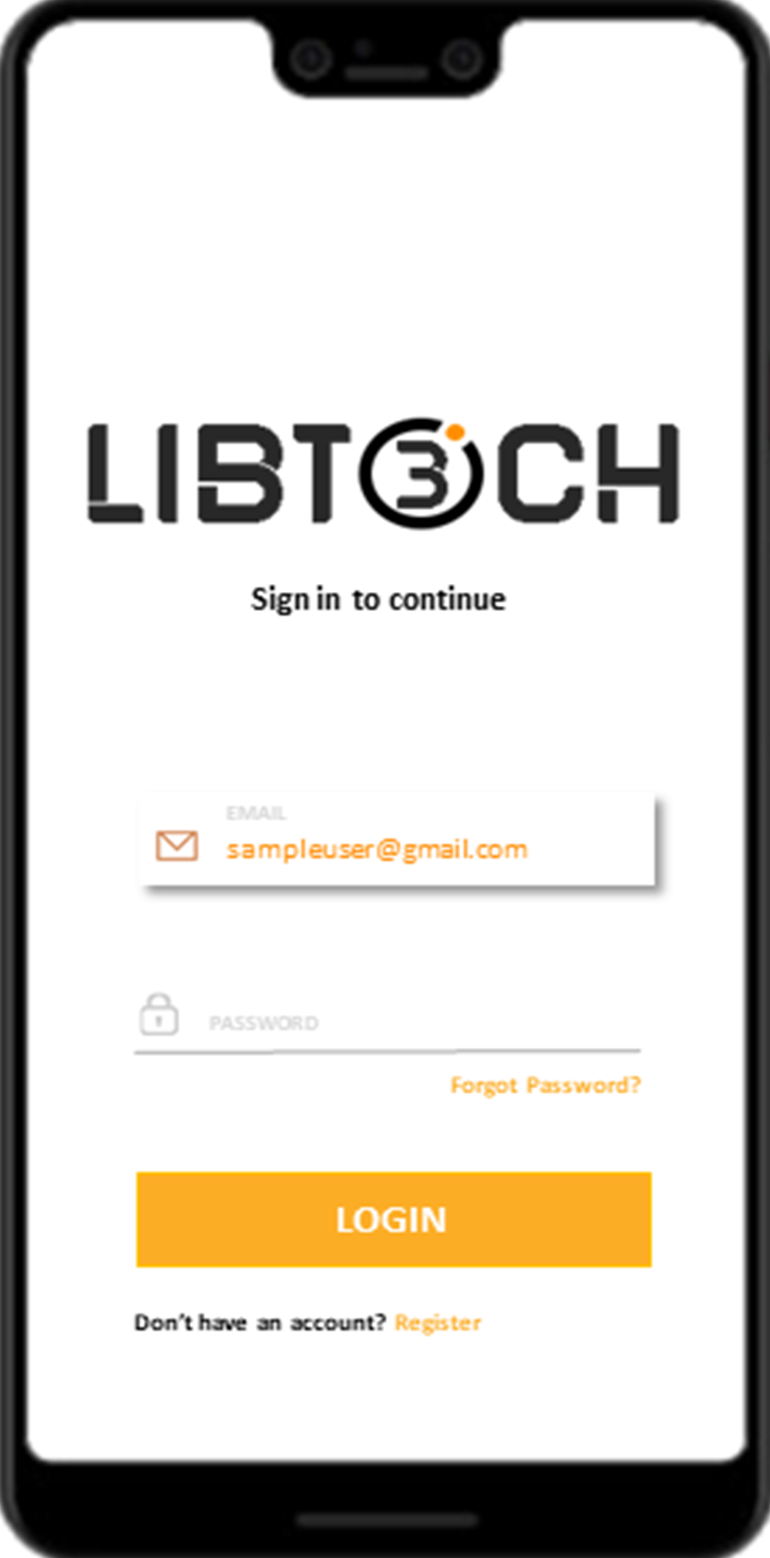 LIBT3CH
Sign in to continue
EMAIL
sampleuser@gmail.com
PASSWORD
Forgot Password?
LOGIN
Don't have an account? Register